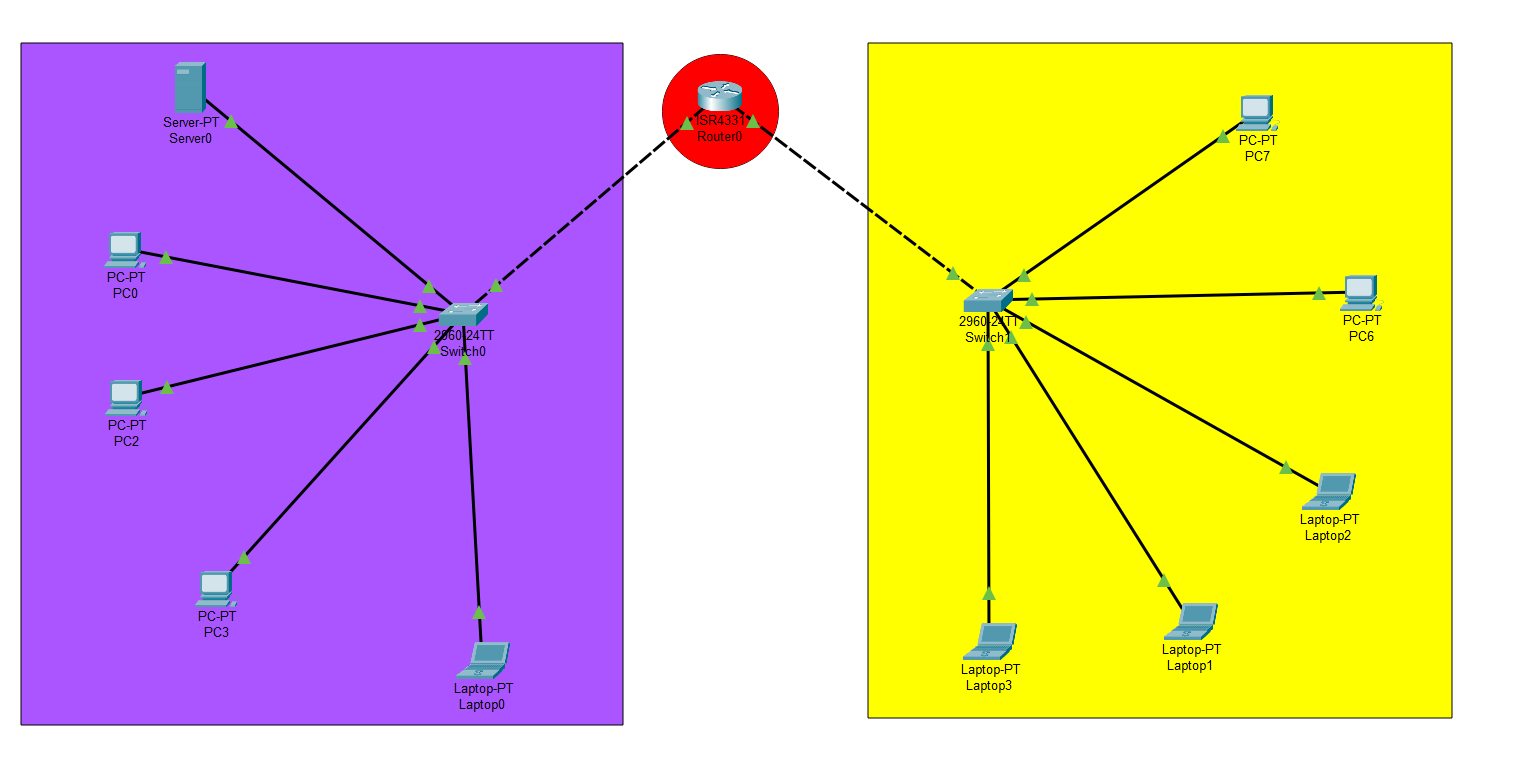 Server-PT
Server0
PC-PT
PC0
PC-PT
PC2
PC-PT
PC3
Laptop-PT
Laptop0
2960-24TT
Switch0
ISR4331
Router0
2960-24TT
Switch1
PC-PT
PC7
PC-PT
PC6
Laptop-PT
Laptop2
Laptop-PT
Laptop1
Laptop-PT
Laptop3